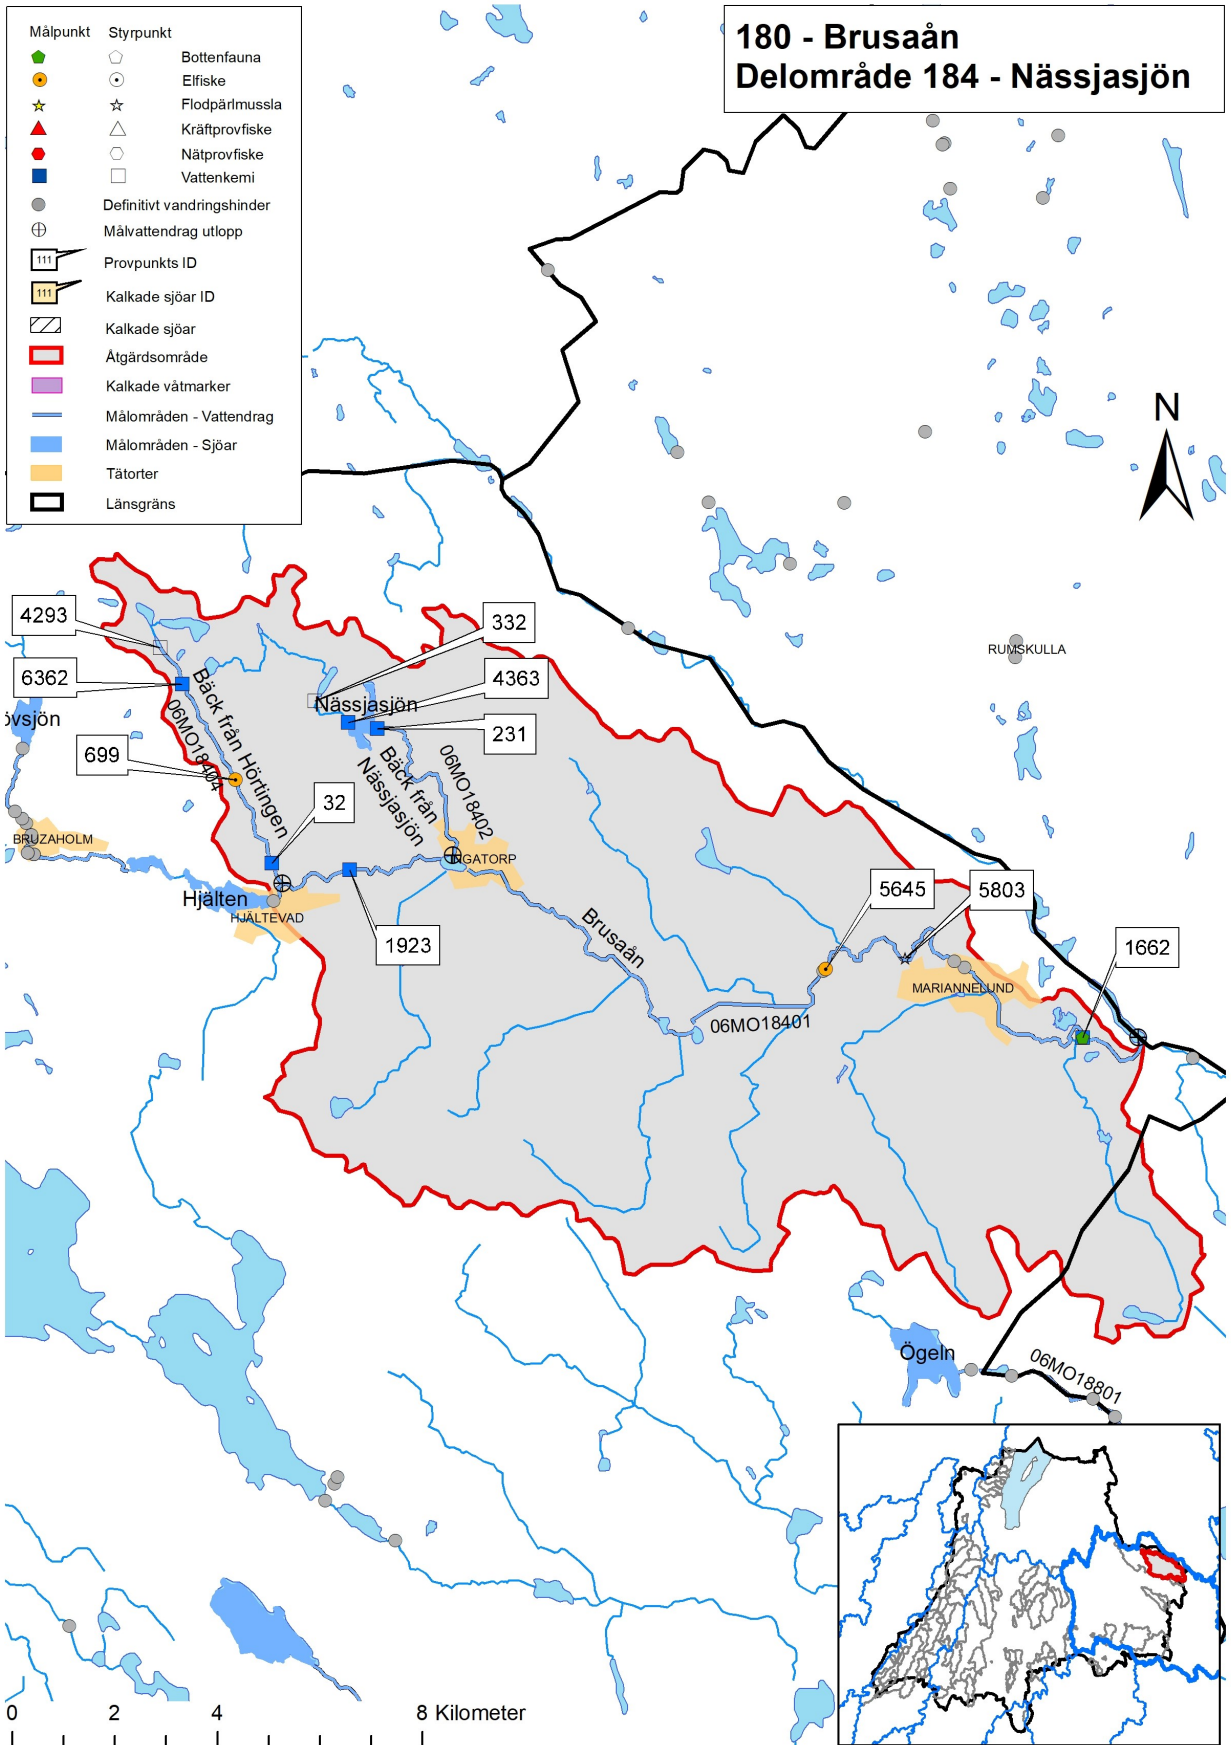 180 - Brusaån
Delområde 184 - Nässjasjön
Målpunkt Styrpunkt
Bottenfauna
Elfiske
Flodpärlmussla
Kräftprovfiske
Nätprovfiske
Vattenkemi
Definitivt vandringshinder
Målvattendrag utlopp
111 Provpunkts ID
111 Kalkade sjöar ID
Kalkade sjöar
Åtgärdsområde
Kalkade våtmarker
Målområden - Vattendrag
Målområden - Sjöar
Tätorter
Länsgräns
N
4293
332
RUMSKULLA
6362
4363
Nässjasjön
övsjön
231
699
Bäck från Hörtingen
06MO18404
Bäck från
Nässjasjön
06MO18402
32
BRUZAHOLM
NGATORP
Hjälten
HJÄLTEVAD
1923
5645
5803
Brusaån
1662
MARIANNELUND
06MO18401
Ögeln
06MO18801
0 2 4 8 Kilometer